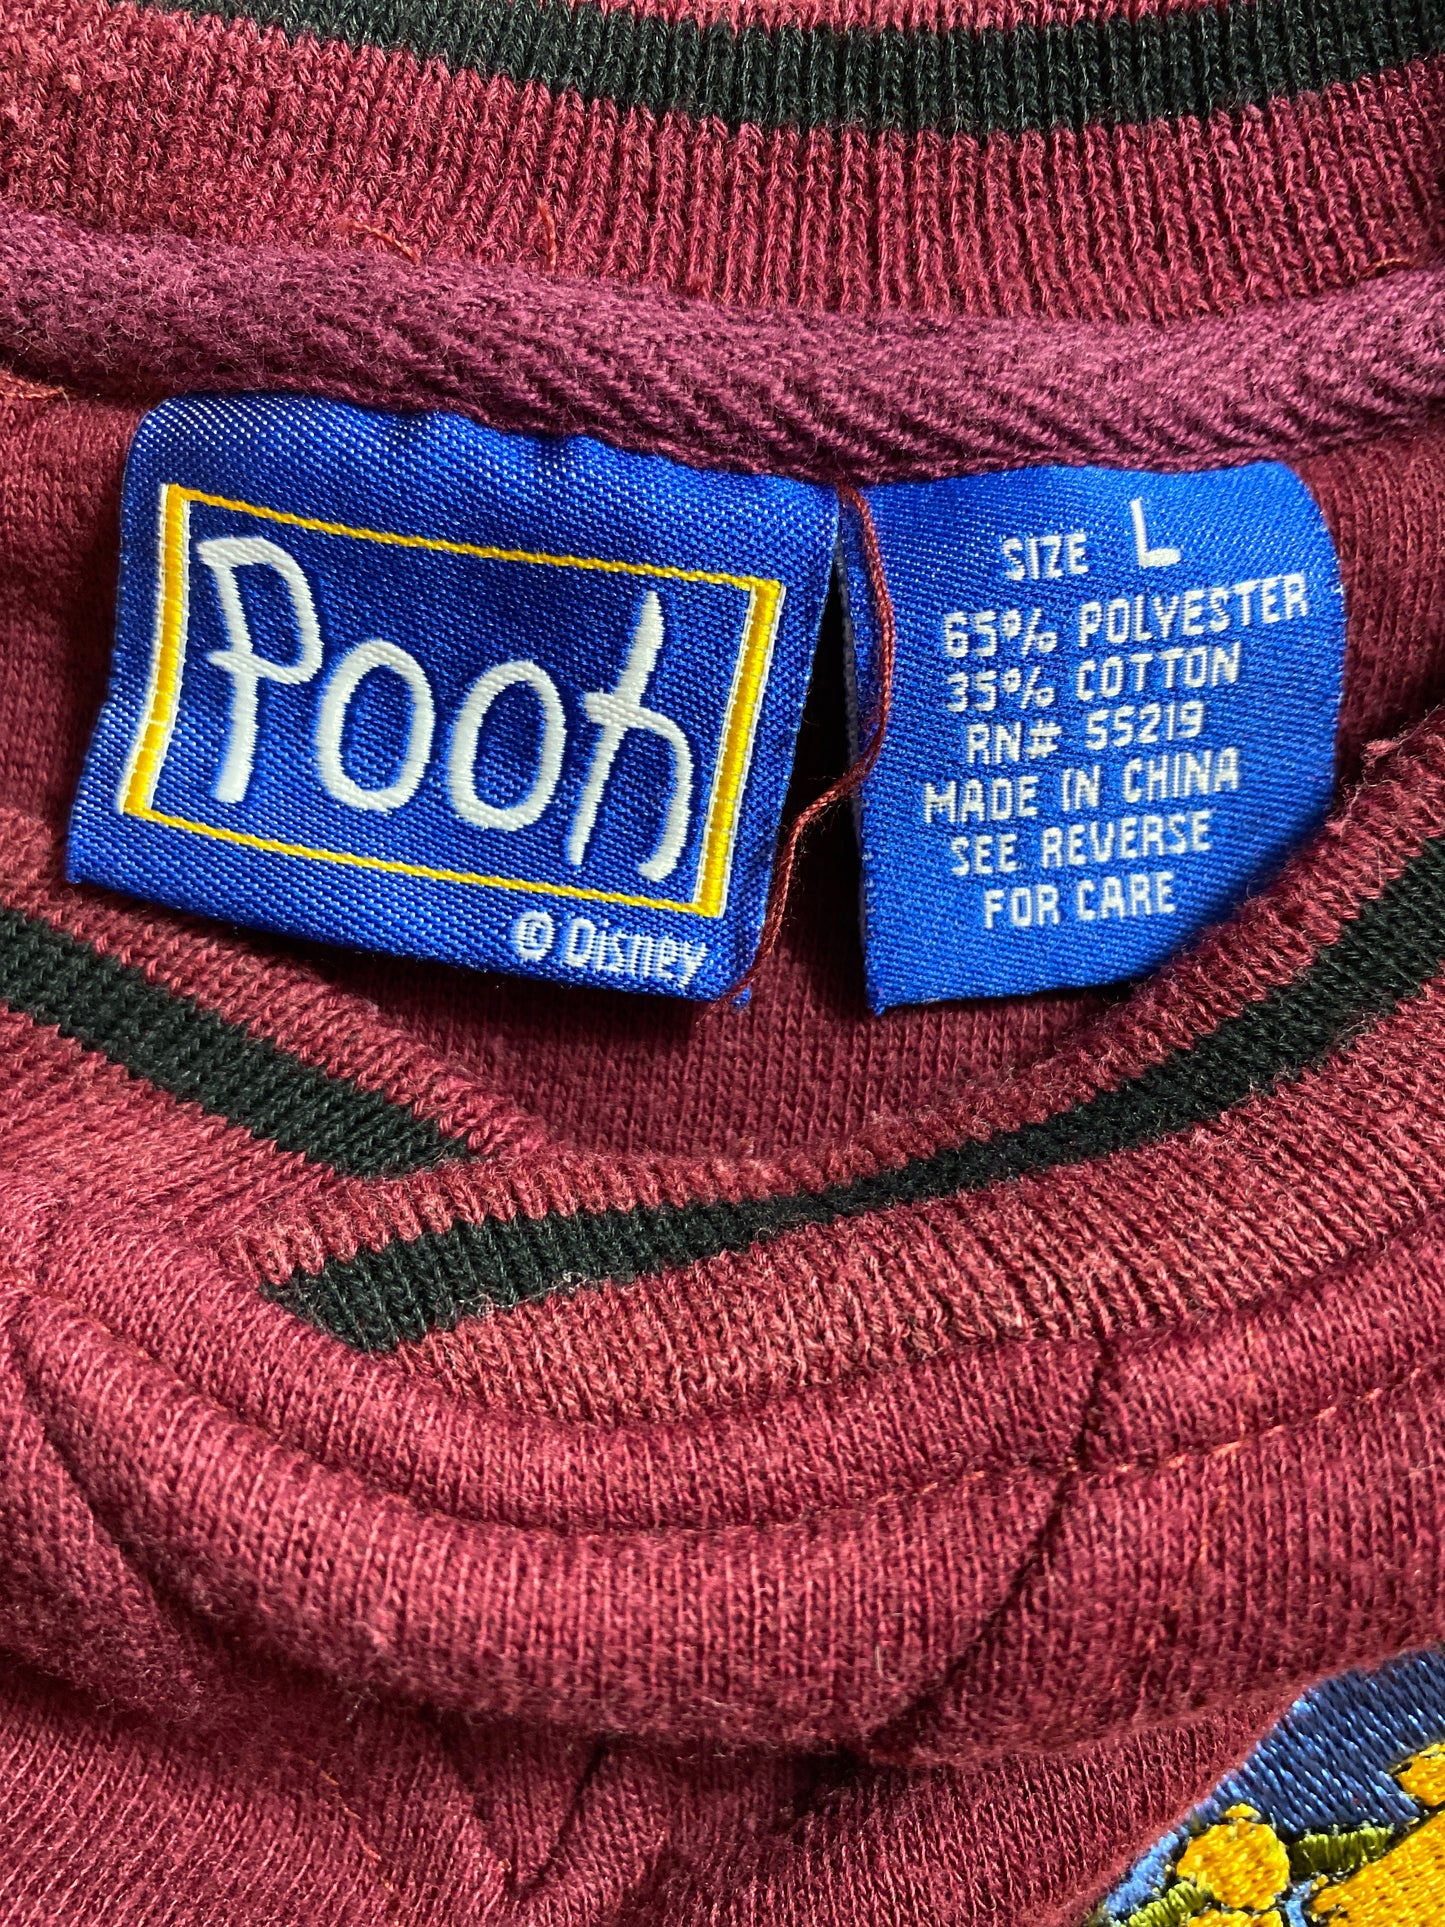 Pooh
© Disney
SIZE L
65% POLYESTER
35% COTTON
RN# 55219
MADE IN CHINA
SEE REVERSE
FOR CARE